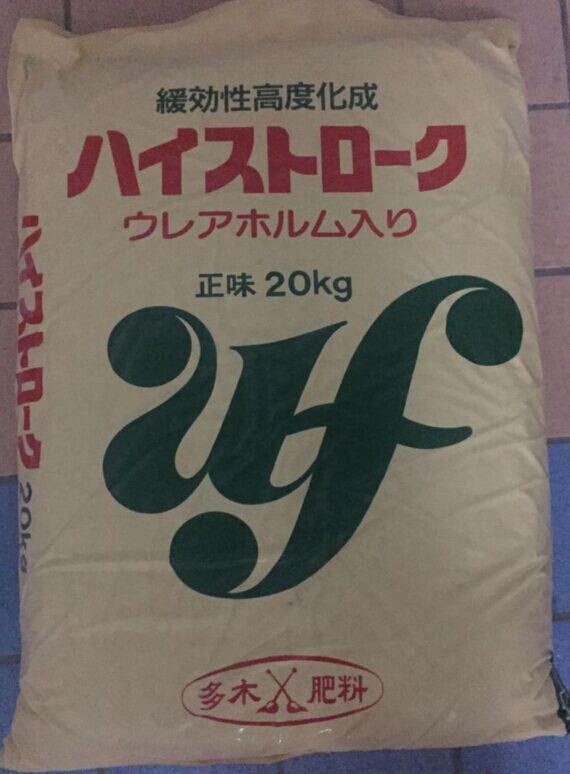 緩効性高度化成
ハイストローク
ウレアホルム入り
正味 20kg
uf
多木 肥料
ハイストローク 20kg